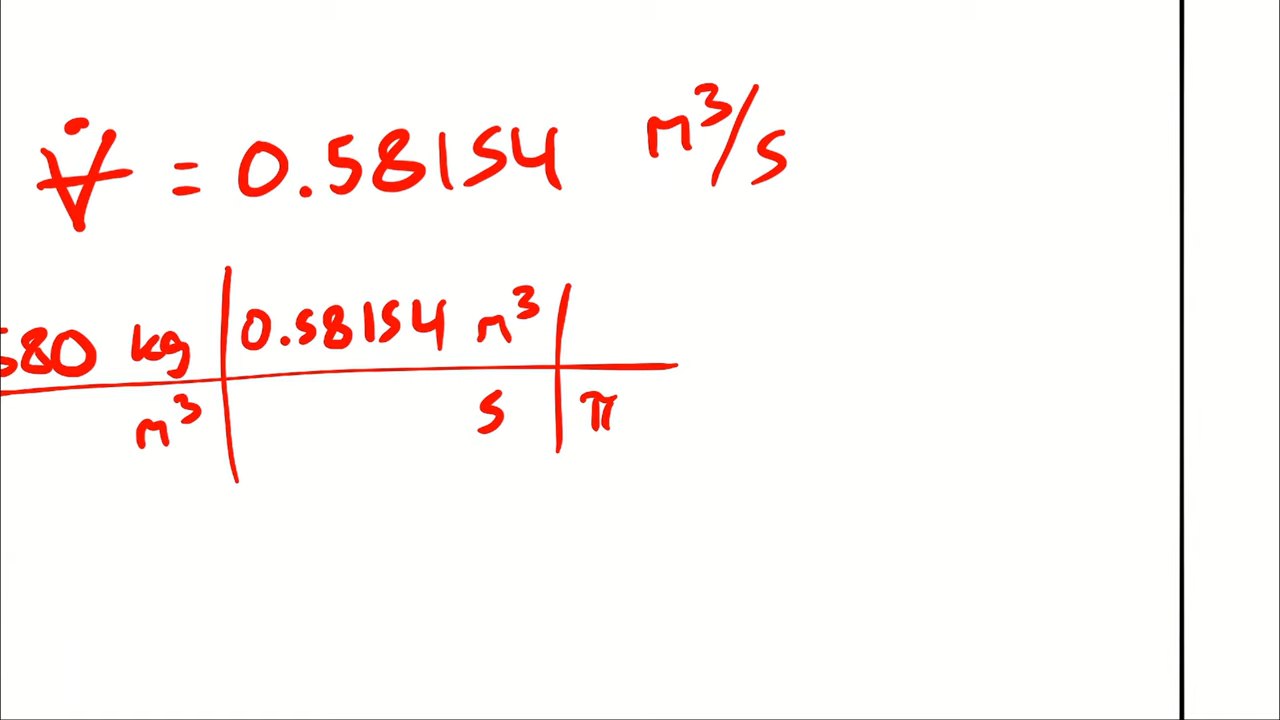 V̇ = 0.58154 m³/s
580 kg | 0.58154 m³ |
m³ | s | π